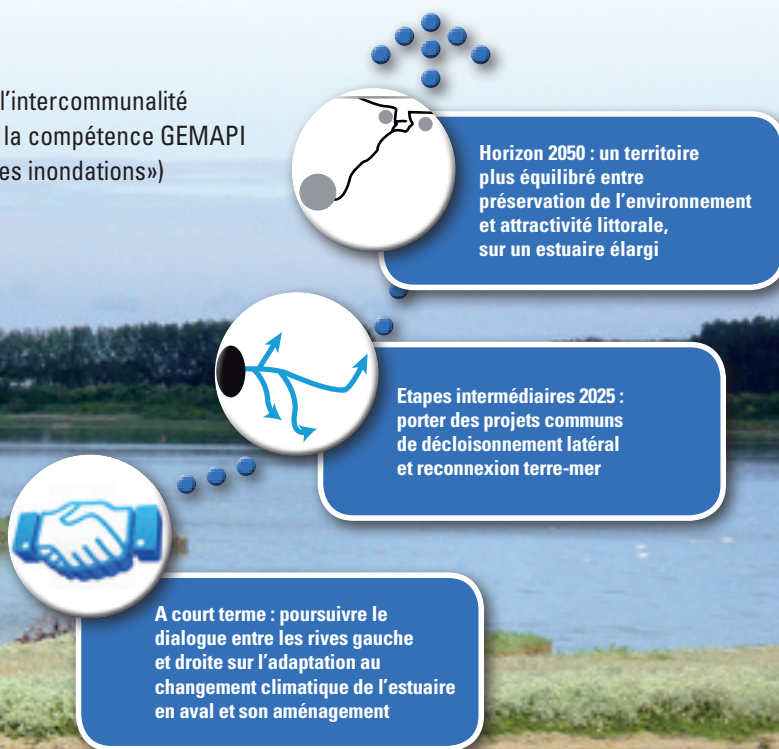 l'intercommunalité
la compétence GEMAPI
es inondations»)
Horizon 2050 : un territoire
plus équilibré entre
préservation de l'environnement
et attractivité littorale,
sur un estuaire élargi
Etapes intermédiaires 2025 :
porter des projets communs
de décloisonnement latéral
et reconnexion terre-mer
A court terme : poursuivre le
dialogue entre les rives gauche
et droite sur l'adaptation au
changement climatique de l'estuaire
en aval et son aménagement